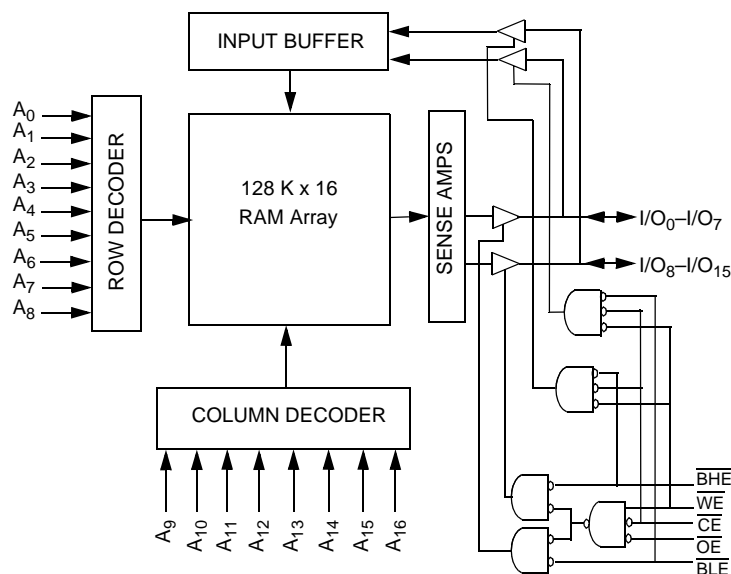 INPUT BUFFER
A0
A1
A2
A3
A4
A5
A6
A7
A8
ROW DECODER
128 K x 16
RAM Array
SENSE AMPS
I/O0–I/O7
I/O8–I/O15
COLUMN DECODER
A9
A10
A11
A12
A13
A14
A15
A16
BHE
WE
CE
OE
BLE